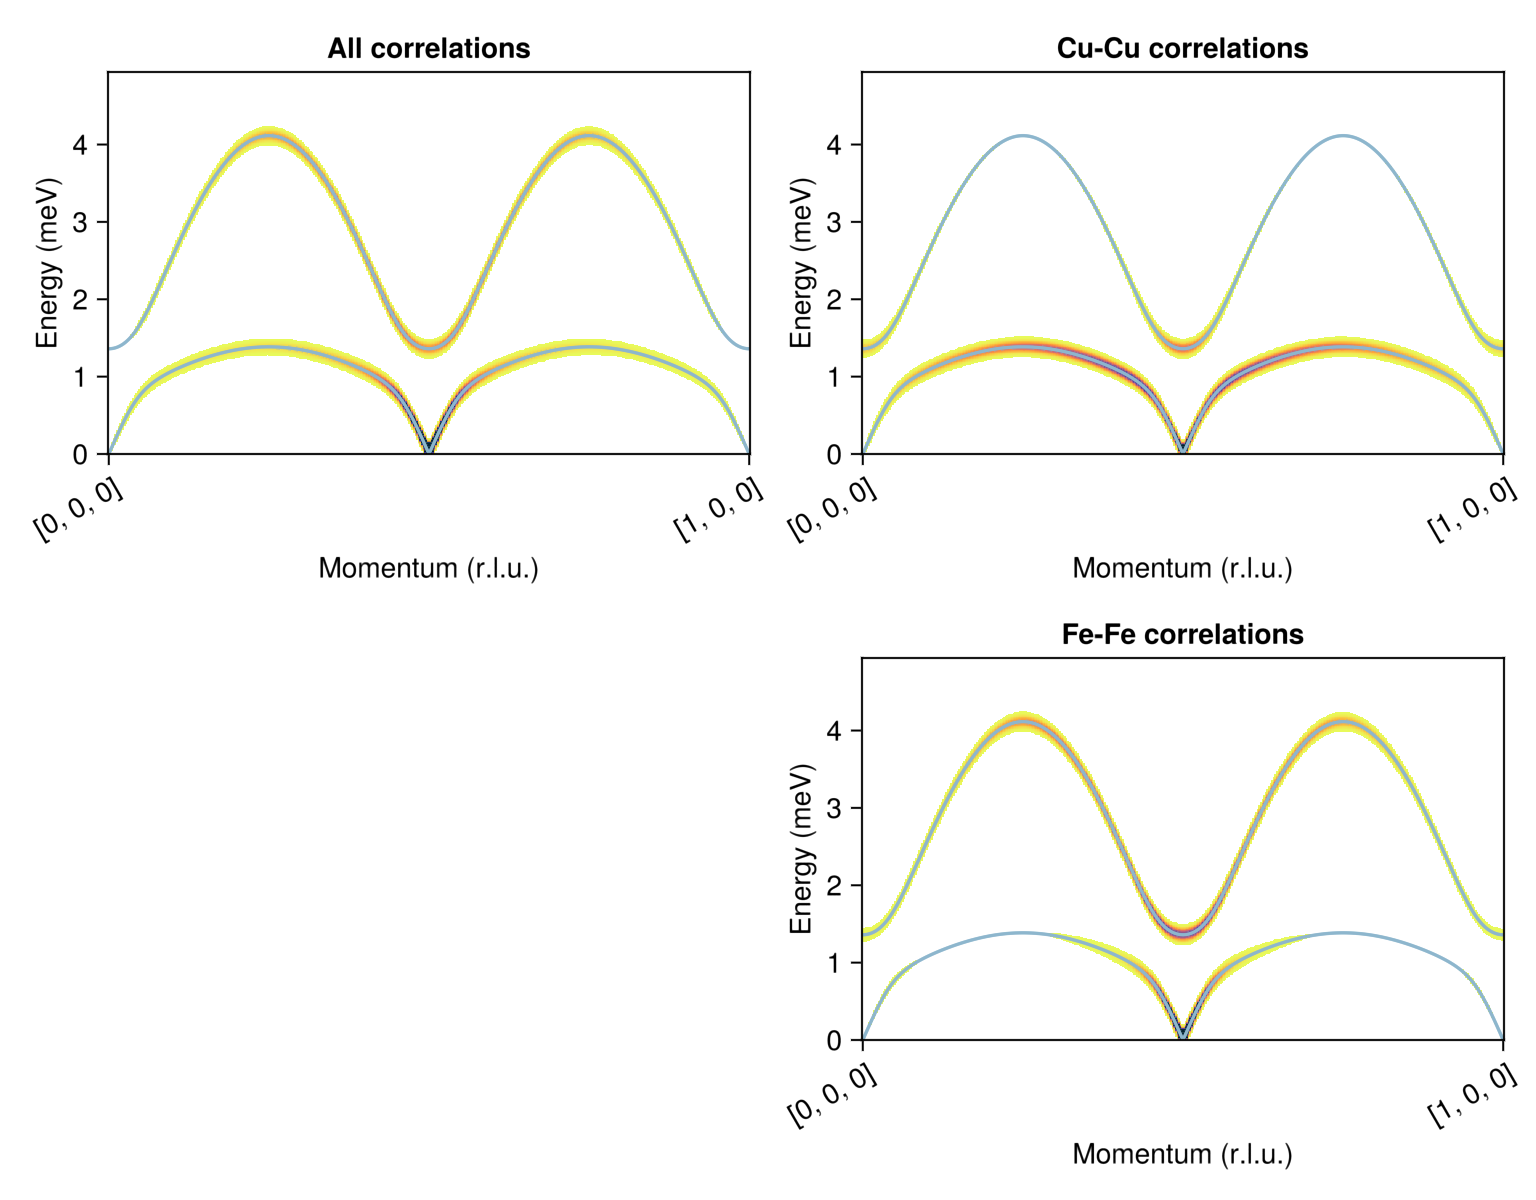 All correlations
Energy (meV)
4
3
2
1
0
[0, 0, 0]
[1, 0, 0]
Momentum (r.l.u.)
Cu-Cu correlations
Energy (meV)
4
3
2
1
0
[0, 0, 0]
[1, 0, 0]
Momentum (r.l.u.)
Fe-Fe correlations
Energy (meV)
4
3
2
1
0
[0, 0, 0]
[1, 0, 0]
Momentum (r.l.u.)